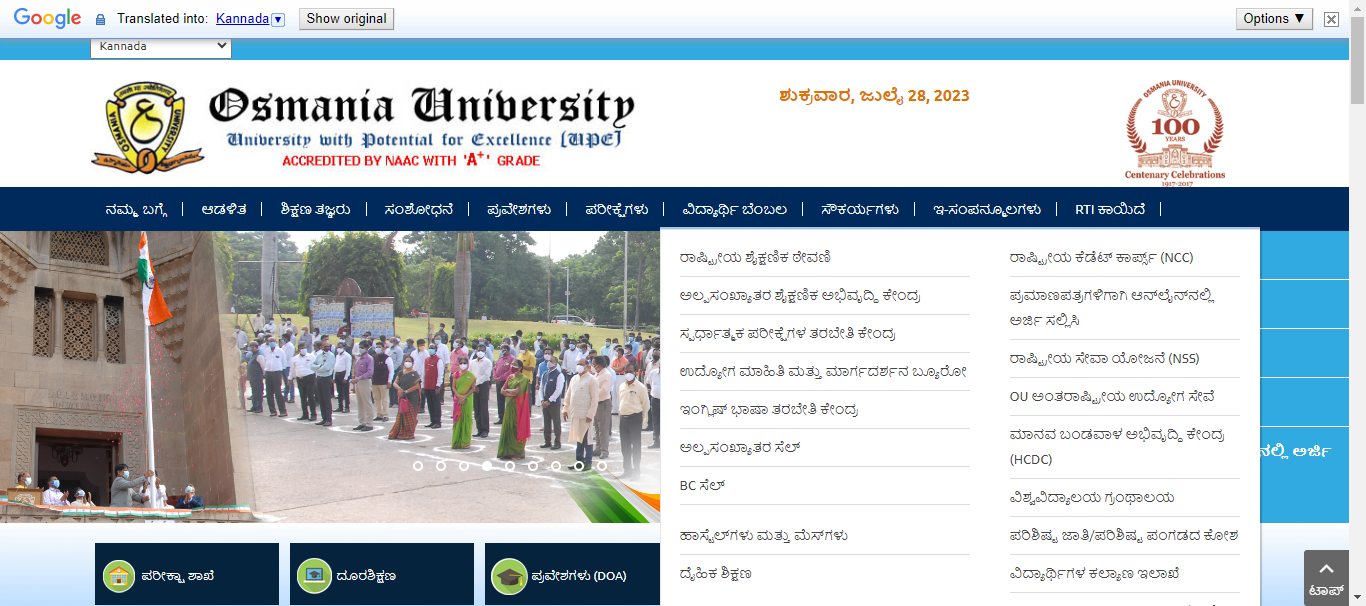 Google Translated into: Kannada Show original Options ▼
Kannada
Osmania University
University with Potential for Excellence [UPE]
ACCREDITED BY NAAC WITH 'A+' GRADE
ಶುಕ್ರವಾರ, ಜುಲೈ 28, 2023
OSMANIA UNIVERSITY
100
YEARS
Centenary Celebrations
1917-2017
ನಮ್ಮ ಬಗ್ಗೆ ಆಡಳಿತ ಶಿಕ್ಷಣ ತಜ್ಞರು ಸಂಶೋಧನೆ ಪ್ರವೇಶಗಳು ಪರೀಕ್ಷೆಗಳು ವಿದ್ಯಾರ್ಥಿ ಬೆಂಬಲ ಸೌಕರ್ಯಗಳು ಇ-ಸಂಪನ್ಮೂಲಗಳು RTI ಕಾಯಿದೆ
ರಾಷ್ಟ್ರೀಯ ಶೈಕ್ಷಣಿಕ ಠೇವಣಿ
ಅಲ್ಪಸಂಖ್ಯಾತರ ಶೈಕ್ಷಣಿಕ ಅಭಿವೃದ್ಧಿ ಕೇಂದ್ರ
ಸ್ಪರ್ಧಾತ್ಮಕ ಪರೀಕ್ಷೆಗಳ ತರಬೇತಿ ಕೇಂದ್ರ
ಉದ್ಯೋಗ ಮಾಹಿತಿ ಮತ್ತು ಮಾರ್ಗದರ್ಶನ ಬ್ಯೂರೋ
ಇಂಗ್ಲಿಷ್ ಭಾಷಾ ತರಬೇತಿ ಕೇಂದ್ರ
ಅಲ್ಪಸಂಖ್ಯಾತರ ಸೆಲ್
BC ಸೆಲ್
ಹಾಸ್ಟೆಲ್‌ಗಳು ಮತ್ತು ಮೆಸ್‌ಗಳು
ದೈಹಿಕ ಶಿಕ್ಷಣ
ರಾಷ್ಟ್ರೀಯ ಕೆಡೆಟ್ ಕಾರ್ಪ್ಸ್ (NCC)
ಪ್ರಮಾಣಪತ್ರಗಳಿಗಾಗಿ ಆನ್‌ಲೈನ್‌ನಲ್ಲಿ
ಅರ್ಜಿ ಸಲ್ಲಿಸಿ
ರಾಷ್ಟ್ರೀಯ ಸೇವಾ ಯೋಜನೆ (NSS)
OU ಅಂತರಾಷ್ಟ್ರೀಯ ಉದ್ಯೋಗ ಸೇವೆ
ಮಾನವ ಬಂಡವಾಳ ಅಭಿವೃದ್ಧಿ ಕೇಂದ್ರ
(HCDC)
ವಿಶ್ವವಿದ್ಯಾಲಯ ಗ್ರಂಥಾಲಯ
ಪರಿಶಿಷ್ಟ ಜಾತಿ/ಪರಿಶಿಷ್ಟ ಪಂಗಡದ ಕೋಶ
ವಿದ್ಯಾರ್ಥಿಗಳ ಕಲ್ಯಾಣ ಇಲಾಖೆ
ನಲ್ಲಿ ಅರ್ಜಿ
ಪರೀಕ್ಷಾ ಶಾಖೆ ದೂರಶಿಕ್ಷಣ ಪ್ರವೇಶಗಳು (DOA)
ಟಾಪ್